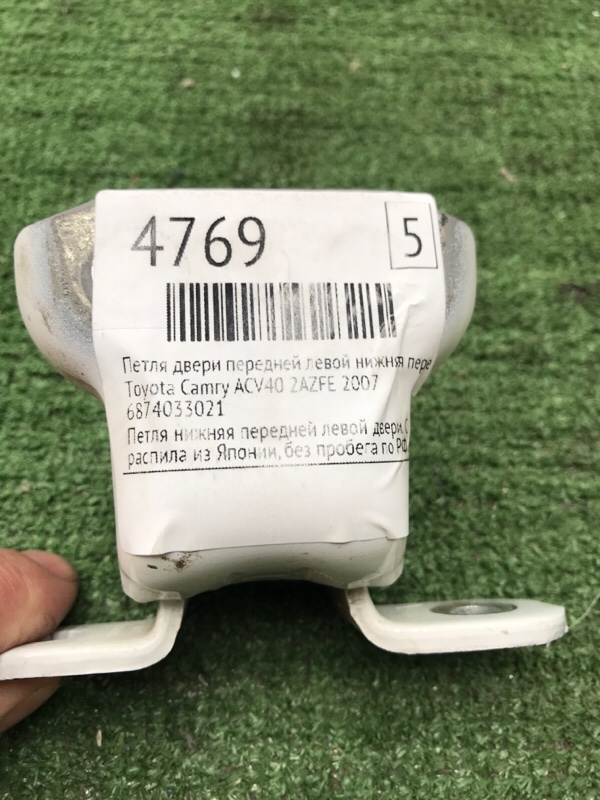 4769
5
Петля двери передней левой нижняя пере
Toyota Camry ACV40 2AZFE 2007
6874033021
Петля нижняя передней левой двери. С
распила из Японии, без пробега по РФ.